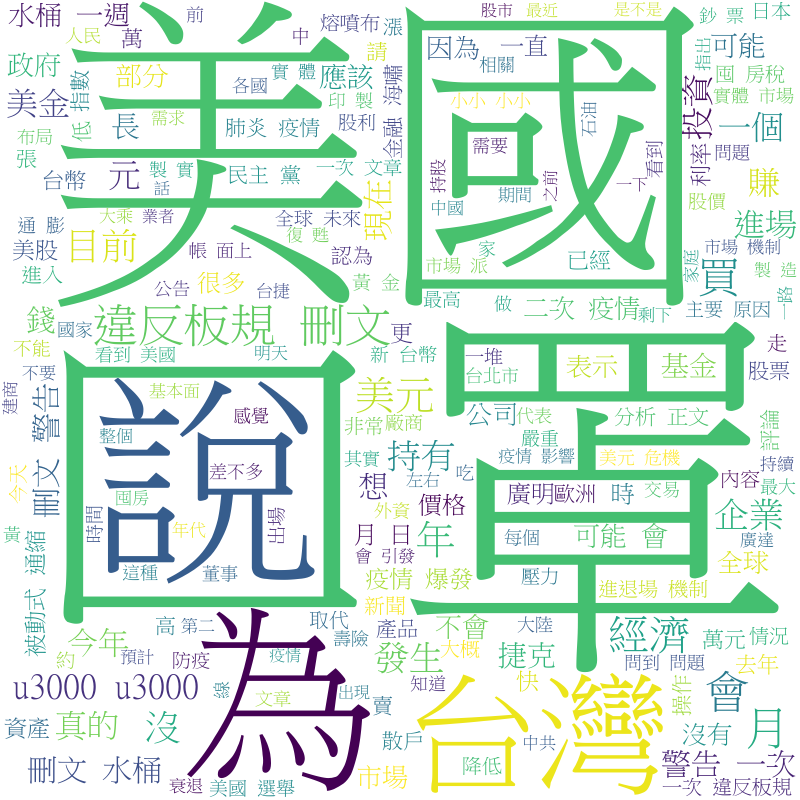 水桶 一週
前
股市 最近
是不是
鈔 票
日本
人民
萬
中
熔噴布
漲
因為
一直
可能
指出
政府
部分
實 體
請
相關
囤 房稅
美金
指數
各國
應該
海嘯
小小 小小
實體 市場
低
需求
長
印 製
金融
石油
投資
一個
布局
張
肺炎 疫情
股利
需要
看到
利率
問題
台幣
元
製 實
民主 黨
一次 文章
持股
之前
賺
話
中國
期間
一下
股價
通 膨
大乘
業者
全球 未來
現在
進場
美股
目前
帳 面上
復 甦
認為
家
已經
市場 機制
進入
很多
黃 金
市場 派
買
家庭
製 造
公告
台捷
最高
做
二次 疫情
剩下
主要 原因
一路
錢
國家
違反板規 刪文
更
不能
看到 美國
明天
新 台幣
一堆
走
不要
台北市
表示
基金
股票
建商
警告
基本面
感覺
美元
公司
代表
分析 正文
評論
非常
廠商
嚴重
整個
其實
持有
疫情 影響
美元 危機
內容
持續
今天
刪文
差不多
左右
吃
最大
囤房
時間
出場
想
價格
廣明歐洲
時
交易
企業
外資
黃
通縮
年代
月 日
年
每個
可能 會
廣達
這種
董事
會 引發
疫情 爆發
壓力
全球
被動式
新聞
進退場 機制
高
第二
取代
產品
不會
大陸
經濟
萬元
情況
今年
壽險
約
預計
防疫
發生
大概
捷克
問到 問題
去年
u3000 u3000
疫情
知道
快
會
操作
線
文章
出現
賣
資產
真的
沒
散戶
中共
沒有
月
刪文 水桶
衰退
美國 選舉
市場
降低
警告 一次
一次 違反板規
美國
說
罩
為
台灣